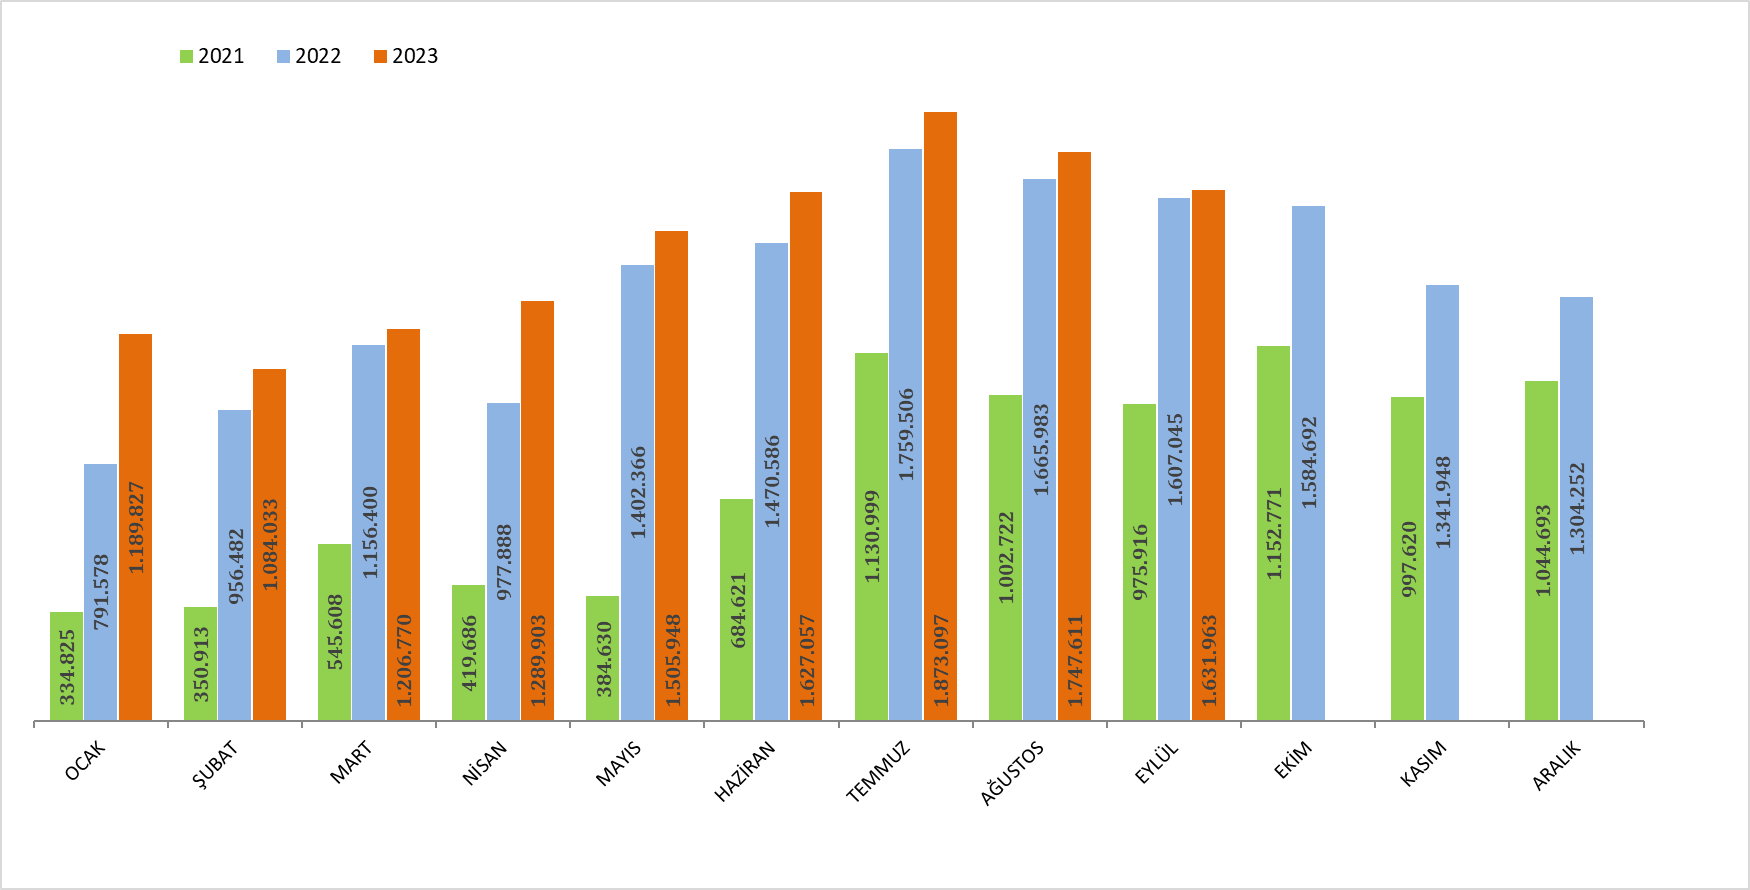 2021 2022 2023
334.825 791.578 1.189.827
350.913 956.482 1.084.033
545.608 1.156.400 1.206.770
419.686 977.888 1.289.903
384.630 1.402.366 1.505.948
684.621 1.470.586 1.627.057
1.130.999 1.759.506 1.873.097
1.002.722 1.665.983 1.747.611
975.916 1.607.045 1.631.963
1.152.771 1.584.692
997.620 1.341.948
1.044.693 1.304.252
OCAK ŞUBAT MART NİSAN MAYIS HAZİRAN TEMMUZ AĞUSTOS EYLÜL EKİM KASIM ARALIK